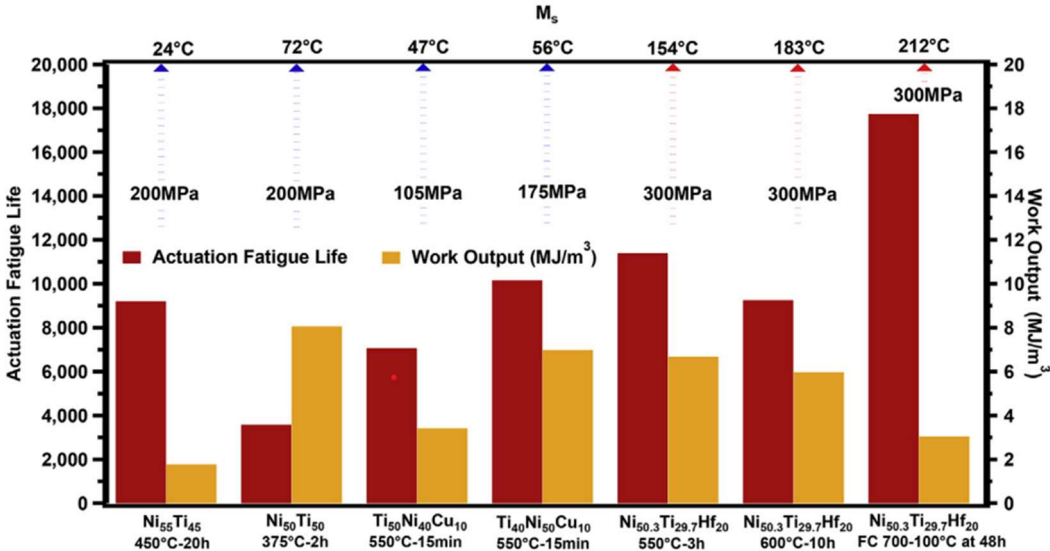 Mₛ
24°C 72°C 47°C 56°C 154°C 183°C 212°C
20,000 20
300MPa
18,000 18
16,000 16
200MPa 200MPa 105MPa 175MPa 300MPa 300MPa
14,000 14
12,000 12
Actuation Fatigue Life Work Output (MJ/m³)
10,000 10
8,000 8
6,000 6
4,000 4
2,000 2
0 0
Actuation Fatigue Life
Work Output (MJ/m³)
Ni₅₅Ti₄₅ Ni₅₀Ti₅₀ Ti₅₀Ni₄₀Cu₁₀ Ti₄₀Ni₅₀Cu₁₀ Ni₅₀.₃Ti₂₉.₇Hf₂₀ Ni₅₀.₃Ti₂₉.₇Hf₂₀ Ni₅₀.₃Ti₂₉.₇Hf₂₀
450°C-20h 375°C-2h 550°C-15min 550°C-15min 550°C-3h 600°C-10h FC 700-100°C at 48h